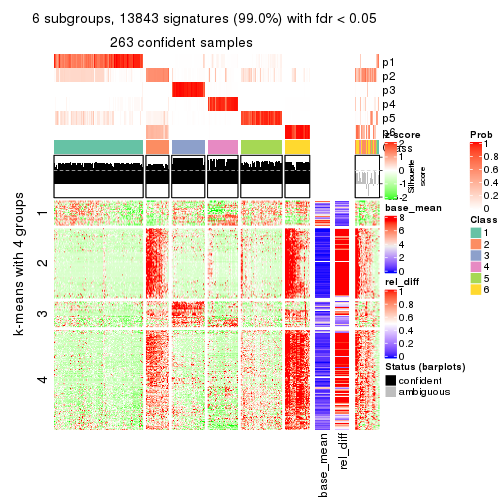 6 subgroups, 13843 signatures (99.0%) with fdr < 0.05
263 confident samples
p1
p2
p3
p4
p5
p6
Class
z-score
2
1
0
-1
-2
Silhouette
score
Prob
1
0.8
0.6
0.4
0.2
0
base_mean
8
6
4
2
0
Class
1
2
3
4
5
6
rel_diff
1
0.8
0.6
0.4
0.2
0
Status (barplots)
confident
ambiguous
k-means with 4 groups
1
2
3
4
base_mean
rel_diff